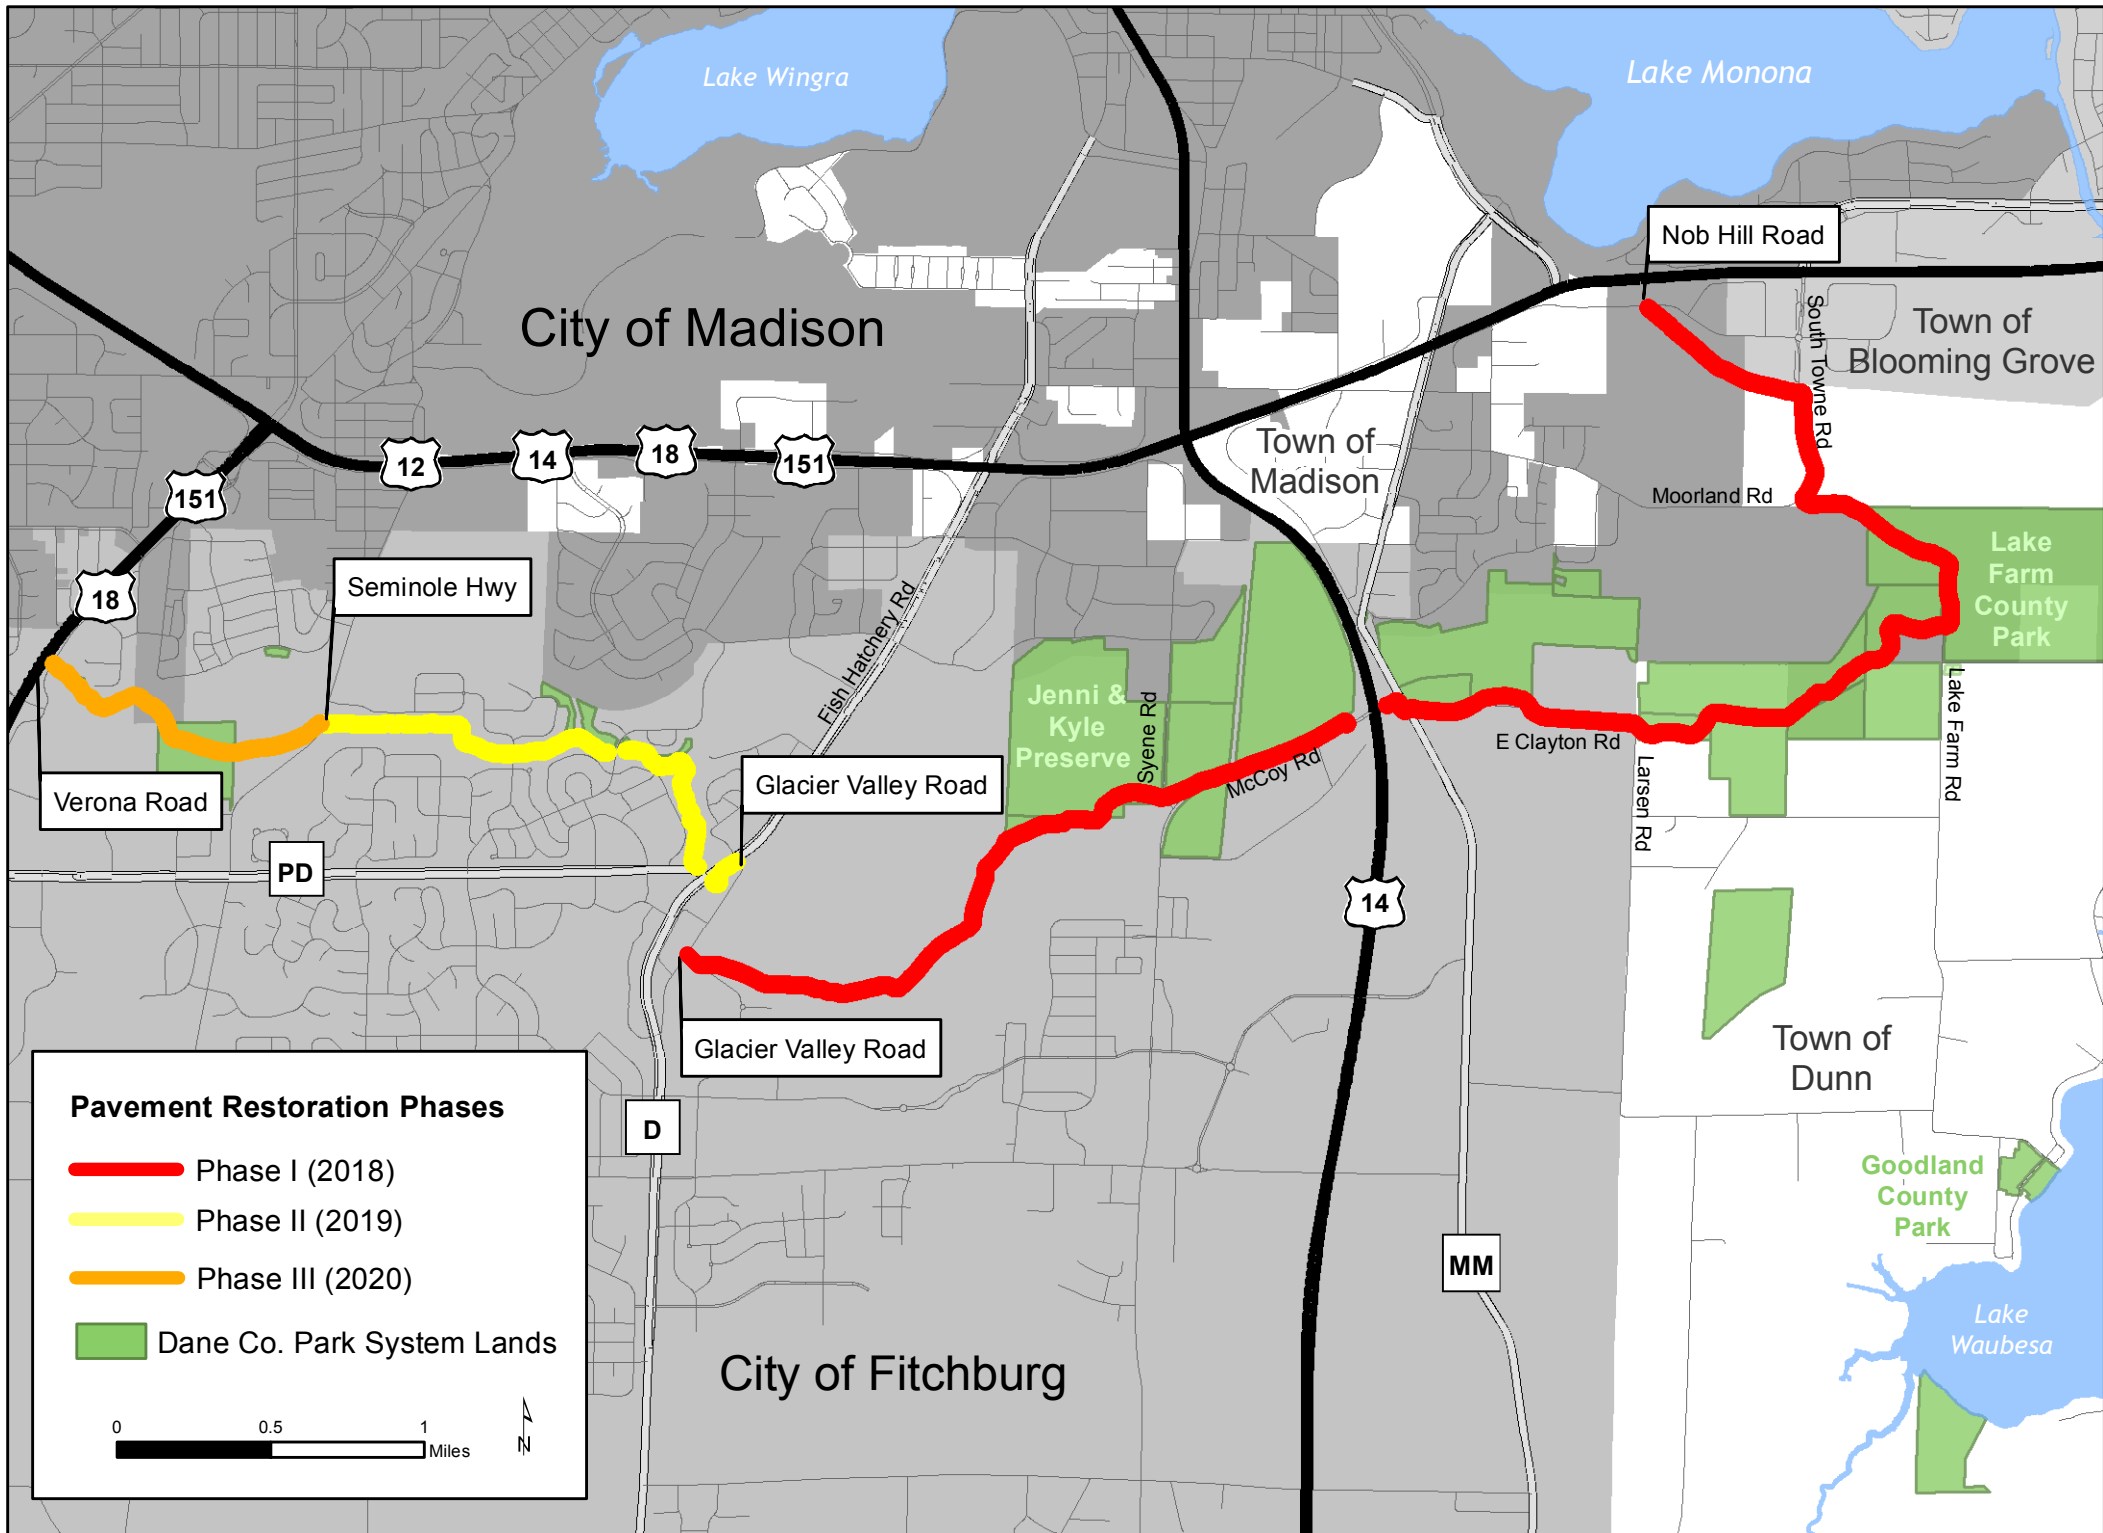 Lake Wingra
Lake Monona
Nob Hill Road
South Towne Rd
Town of
Blooming Grove
City of Madison
12
14
18
151
151
18
Town of
Madison
Moorland Rd
Lake
Farm
County
Park
Seminole Hwy
Fish Hatchery Rd
Jenni &
Kyle
Preserve
Syene Rd
McCoy Rd
E Clayton Rd
Larsen Rd
Lake Farm Rd
Verona Road
Glacier Valley Road
PD
14
Glacier Valley Road
Town of
Dunn
D
Goodland
County
Park
MM
Lake
Waubesa
City of Fitchburg
Pavement Restoration Phases
Phase I (2018)
Phase II (2019)
Phase III (2020)
Dane Co. Park System Lands
0 0.5 1
Miles
N